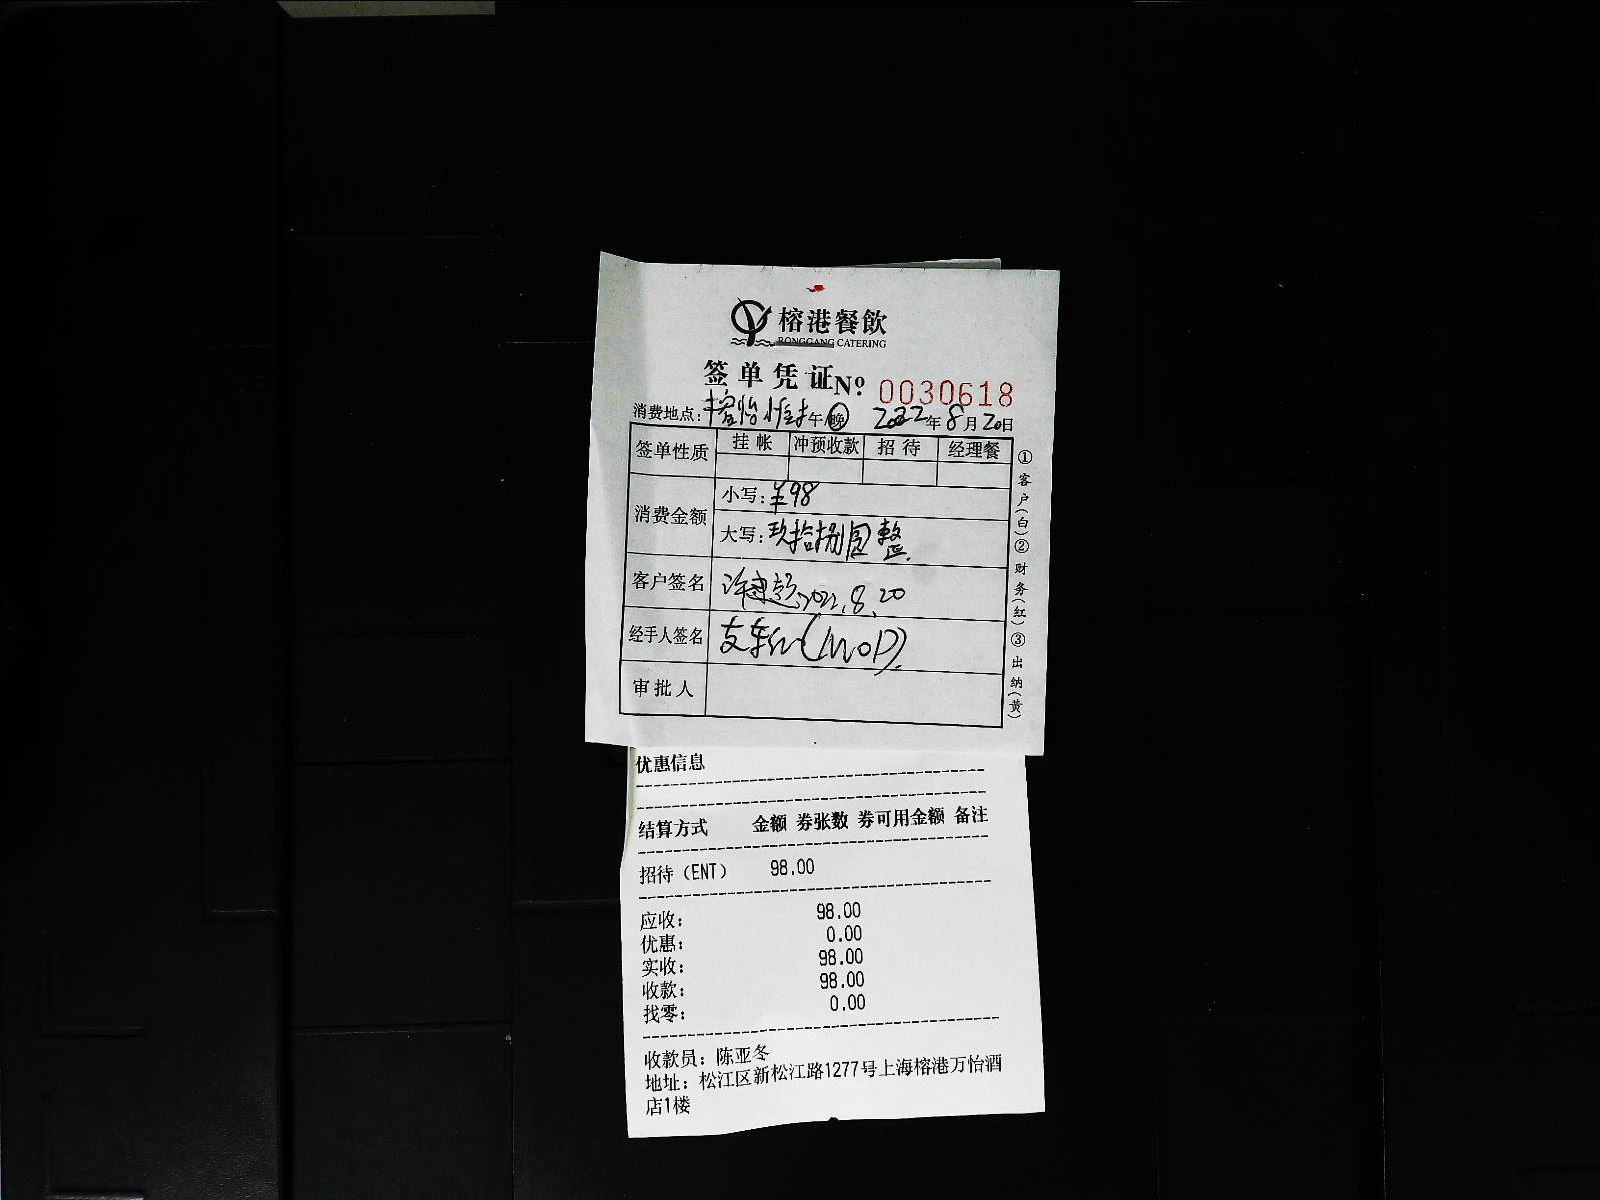 榕港餐飲
RONGGANG CATERING
签单凭证 № 0030618
消费地点: 午/晚 2022年8月20日
签单性质 挂帐 冲预收款 招待 经理餐
消费金额 小写: ¥98
大写: 玖拾捌圆整
客户签名 2022.8.20
经手人签名 (MOD)
审批人
①客户(白)②财务(红)③出纳(黄)
优惠信息
结算方式 金额 券张数 券可用金额 备注
招待(ENT) 98.00
应收: 98.00
优惠: 0.00
实收: 98.00
收款: 98.00
找零: 0.00
收款员: 陈亚冬
地址: 松江区新松江路1277号上海榕港万怡酒
店1楼